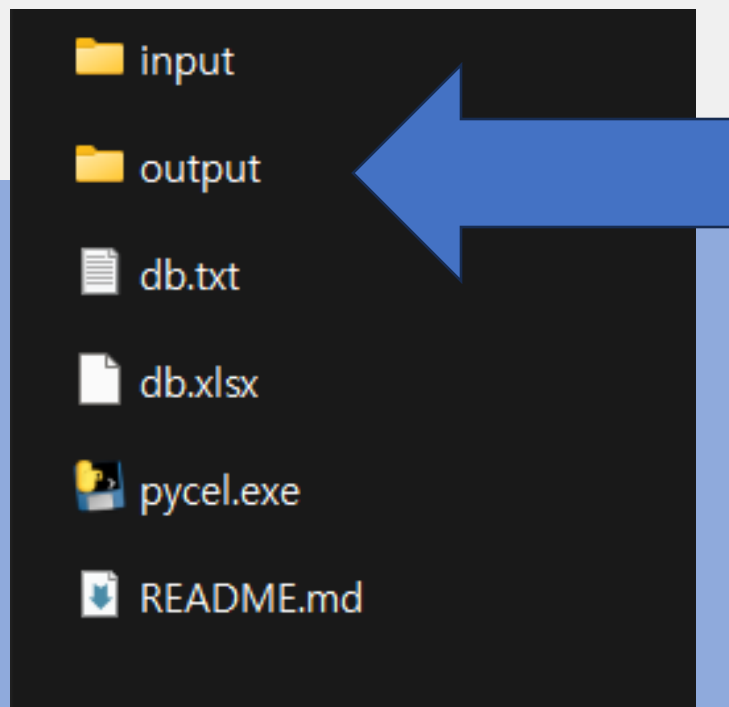 input
output
db.txt
db.xlsx
pycel.exe
README.md